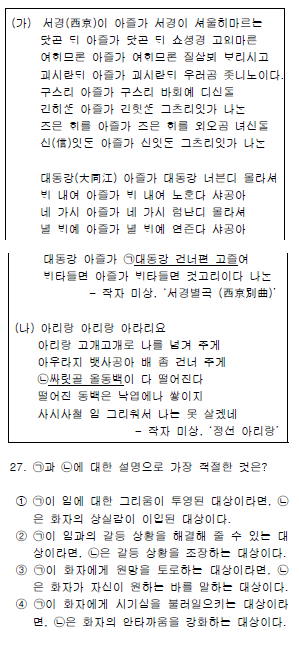 (가) 서경(西京)이 아즐가 서경이 셔울히마르는
닷곤 듸 아즐가 닷곤 듸 쇼셩경 고외마른
여히므론 아즐가 여히므론 질삼뵈 부리시고
괴시란듸 아즐가 괴시란듸 우러곰 좃니노이다.
구스리 아즐가 구스리 바회에 디신돌
긴히똔 아즐가 긴힛똔 그츠리잇가 나는
즈믄 히를 아즐가 즈믄 히를 외오곰 녀신돌
신(信)잇돈 아즐가 신잇돈 그츠리잇가 나는
대동강(大同江) 아즐가 대동강 너븐디 몰라셔
빅 내여 아즐가 빅 내여 노혼다 샤공아
네 가시 아즐가 네 가시 럼난디 몰라셔
녈 빅에 아즐가 녈 빅에 연즌다 샤공아
대동강 아즐가 ㉠대동강 건너편 고즐여
빅타들면 아즐가 빅타들면 것고리이다 나는
- 작자 미상, ‘서경별곡 (西京別曲)’
(나) 아리랑 아리랑 아라리요
아리랑 고개고개로 나를 넘겨 주게
아우라지 뱃사공아 배 좀 건너 주게
㉡싸릿골 올동백이 다 떨어진다
떨어진 동백은 낙엽에나 쌓이지
사시사철 임 그리워서 나는 못 살겠네
- 작자 미상, ‘정선 아리랑’
27. ㉠과 ㉡에 대한 설명으로 가장 적절한 것은?
① ㉠이 임에 대한 그리움이 투영된 대상이라면, ㉡
은 화자의 상실감이 이입된 대상이다.
② ㉠이 임과의 갈등 상황을 해결해 줄 수 있는 대
상이라면, ㉡은 갈등 상황을 조장하는 대상이다.
③ ㉠이 화자에게 원망을 토로하는 대상이라면, ㉡
은 화자가 자신이 원하는 바를 말하는 대상이다.
④ ㉠이 화자에게 시기심을 불러일으키는 대상이라
면, ㉡은 화자의 안타까움을 강화하는 대상이다.